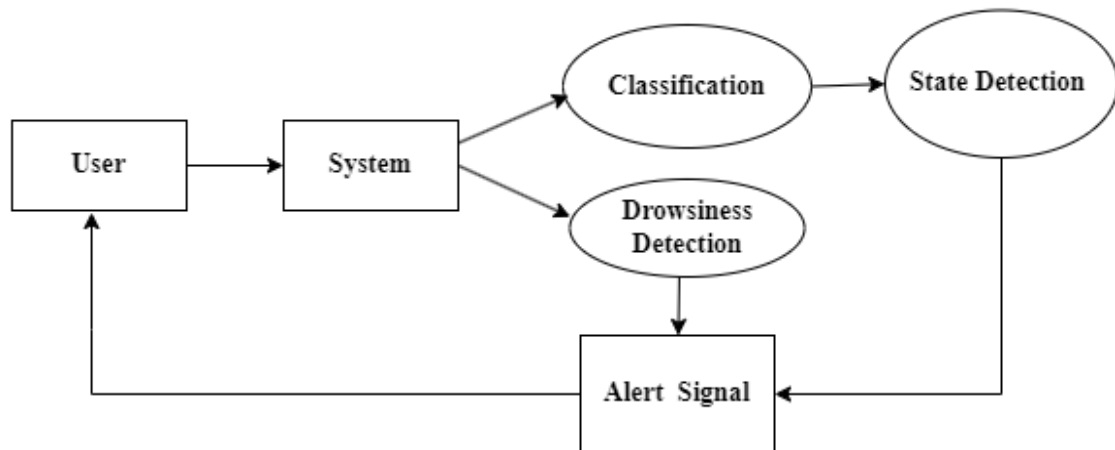 Classification
State Detection
User
System
Drowsiness
Detection
Alert Signal